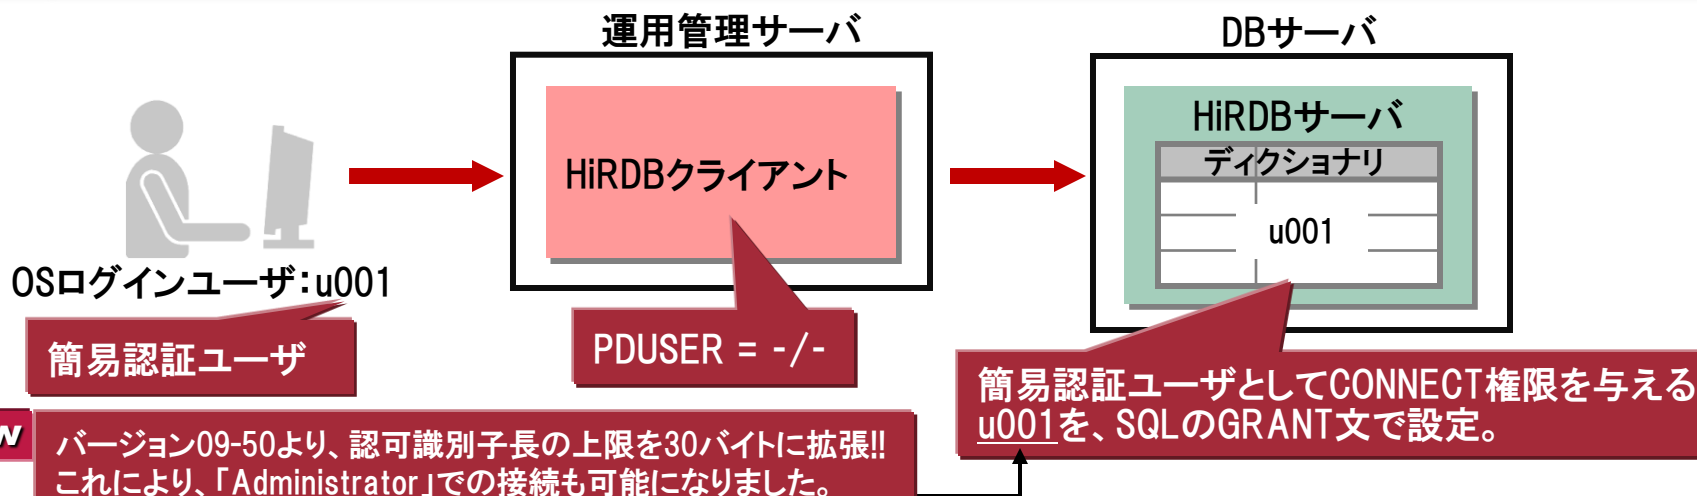 運用管理サーバ
DBサーバ
HiRDBサーバ
ディクショナリ
HiRDBクライアント
u001
OSログインユーザ:u001
簡易認証ユーザ
PDUSER = -/-
簡易認証ユーザとしてCONNECT権限を与える
u001を、SQLのGRANT文で設定。
バージョン09-50より、認可識別子長の上限を30バイトに拡張!!
これにより、「Administrator」での接続も可能になりました。